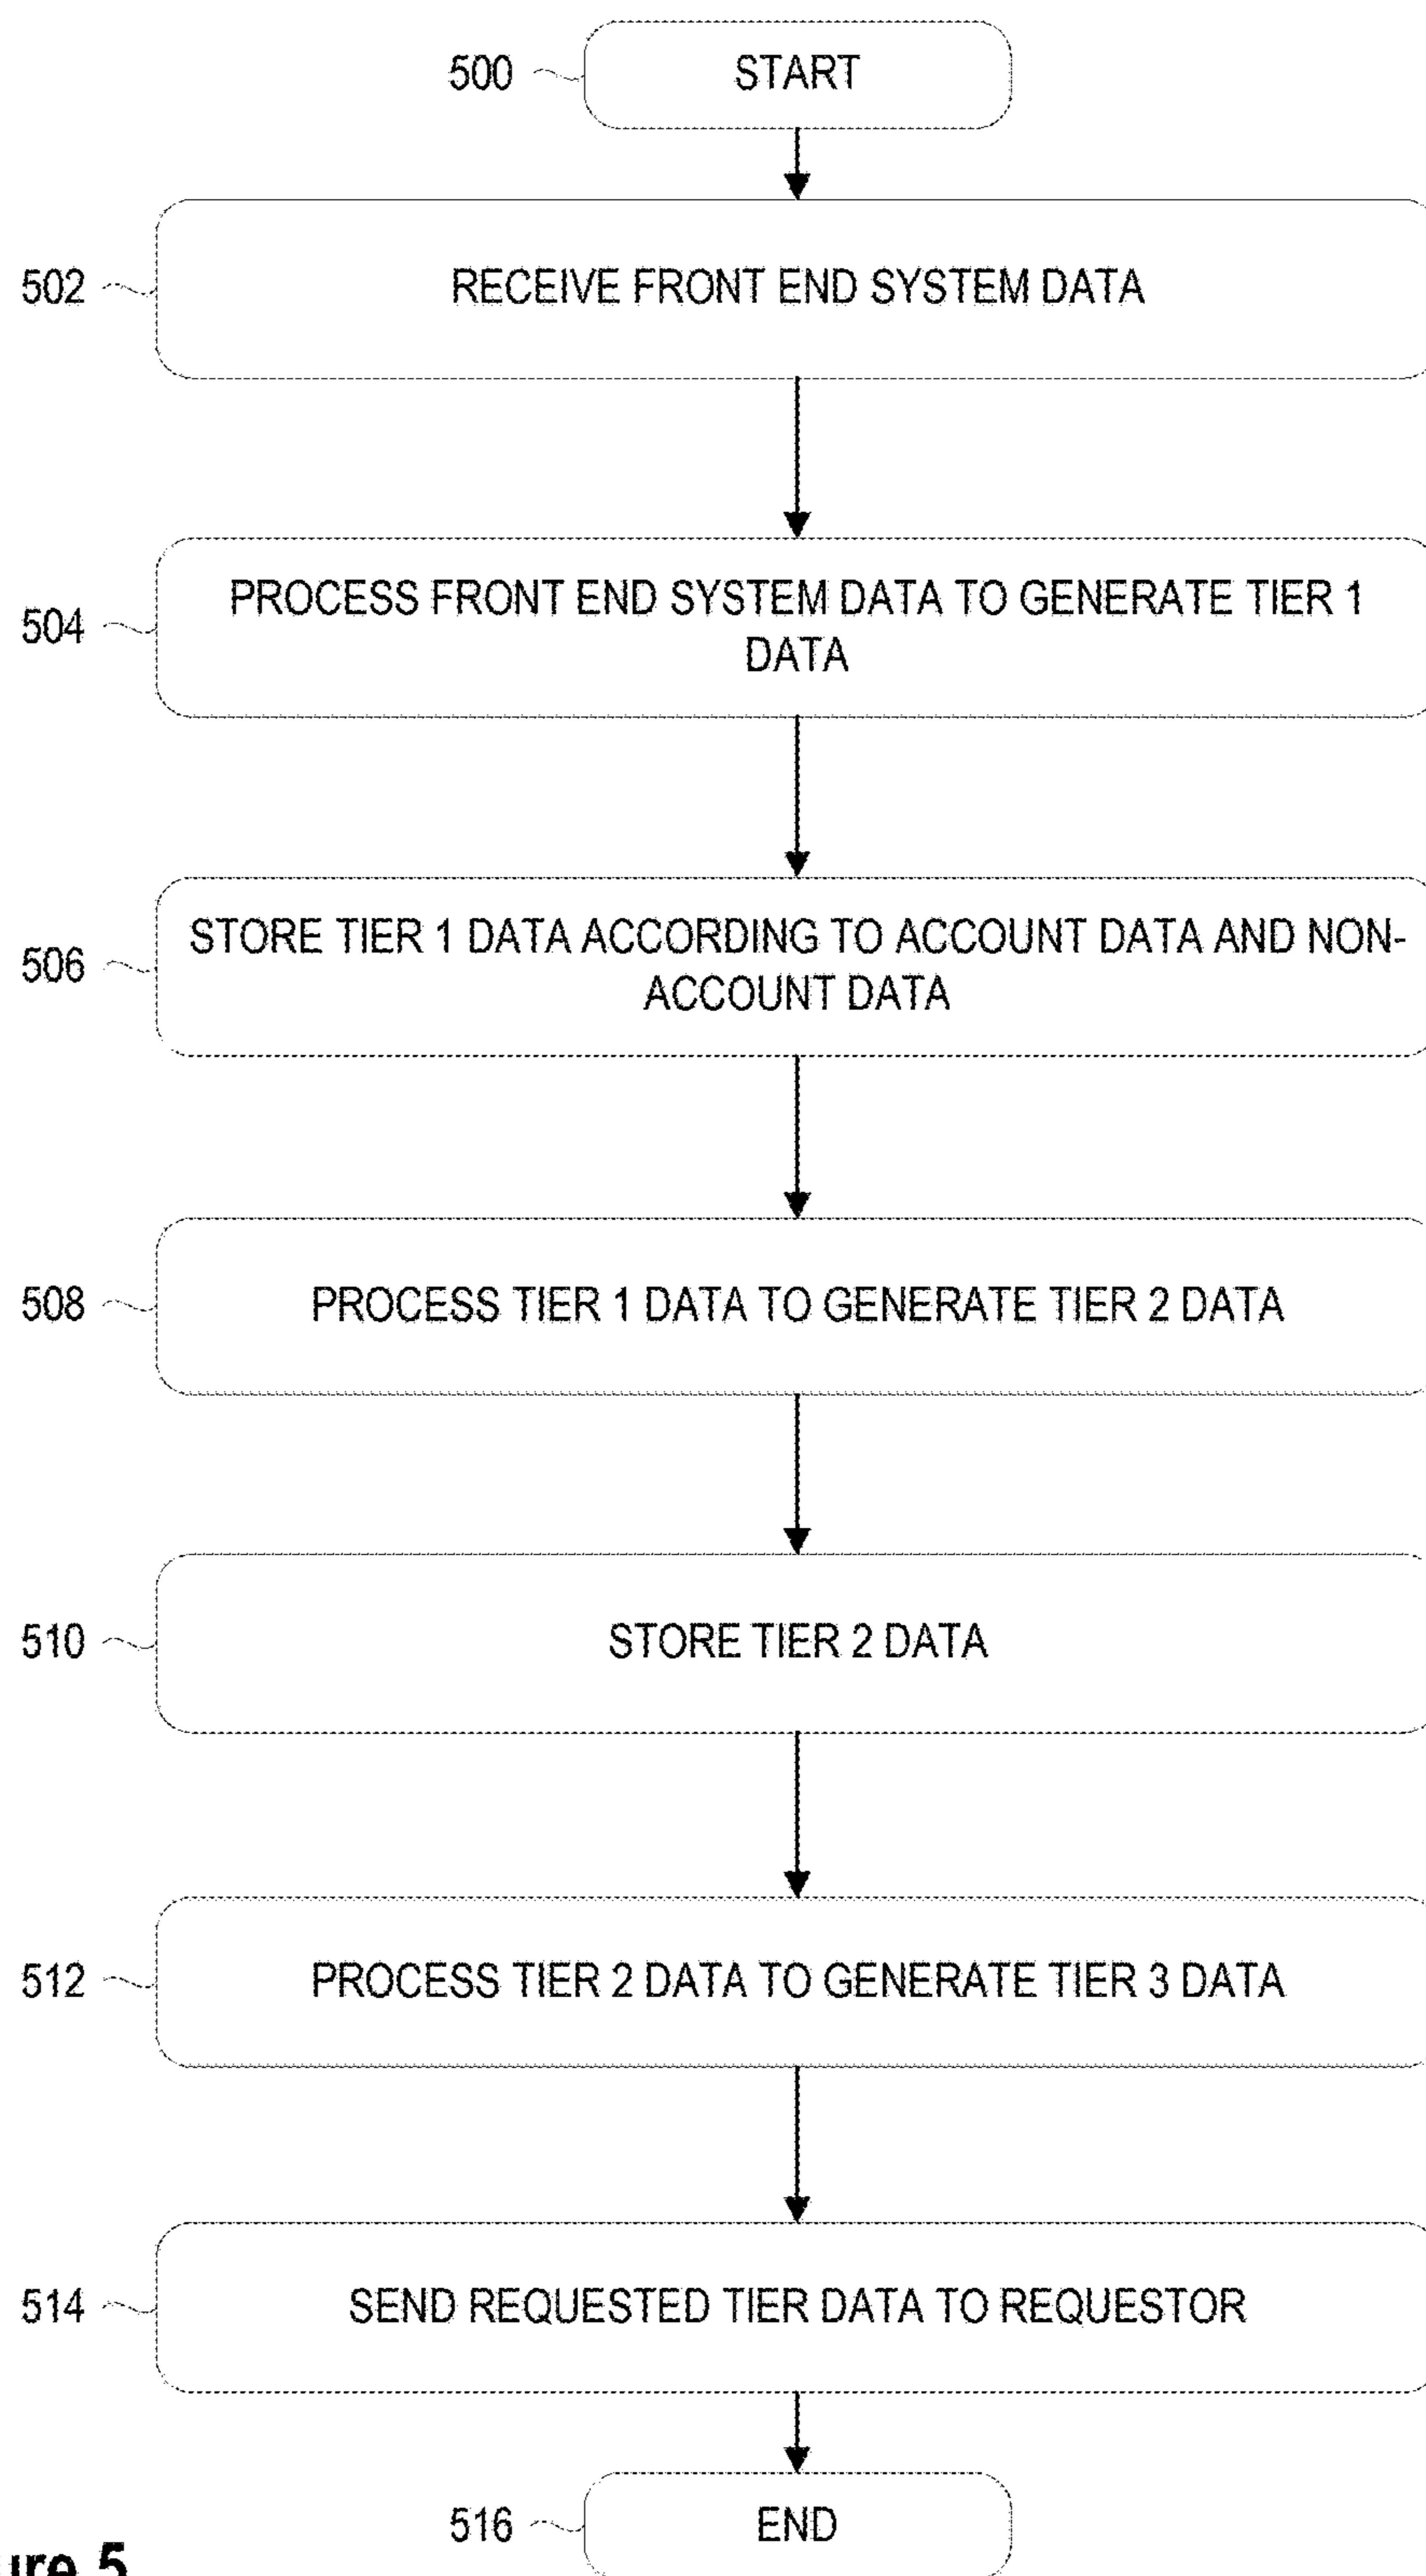 500
START
502
RECEIVE FRONT END SYSTEM DATA
504
PROCESS FRONT END SYSTEM DATA TO GENERATE TIER 1
DATA
506
STORE TIER 1 DATA ACCORDING TO ACCOUNT DATA AND NON-
ACCOUNT DATA
508
PROCESS TIER 1 DATA TO GENERATE TIER 2 DATA
510
STORE TIER 2 DATA
512
PROCESS TIER 2 DATA TO GENERATE TIER 3 DATA
514
SEND REQUESTED TIER DATA TO REQUESTOR
516
END
ure 5